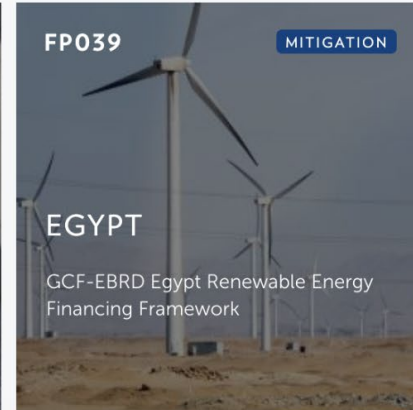 FP039
MITIGATION
EGYPT
GCF-EBRD Egypt Renewable Energy
Financing Framework